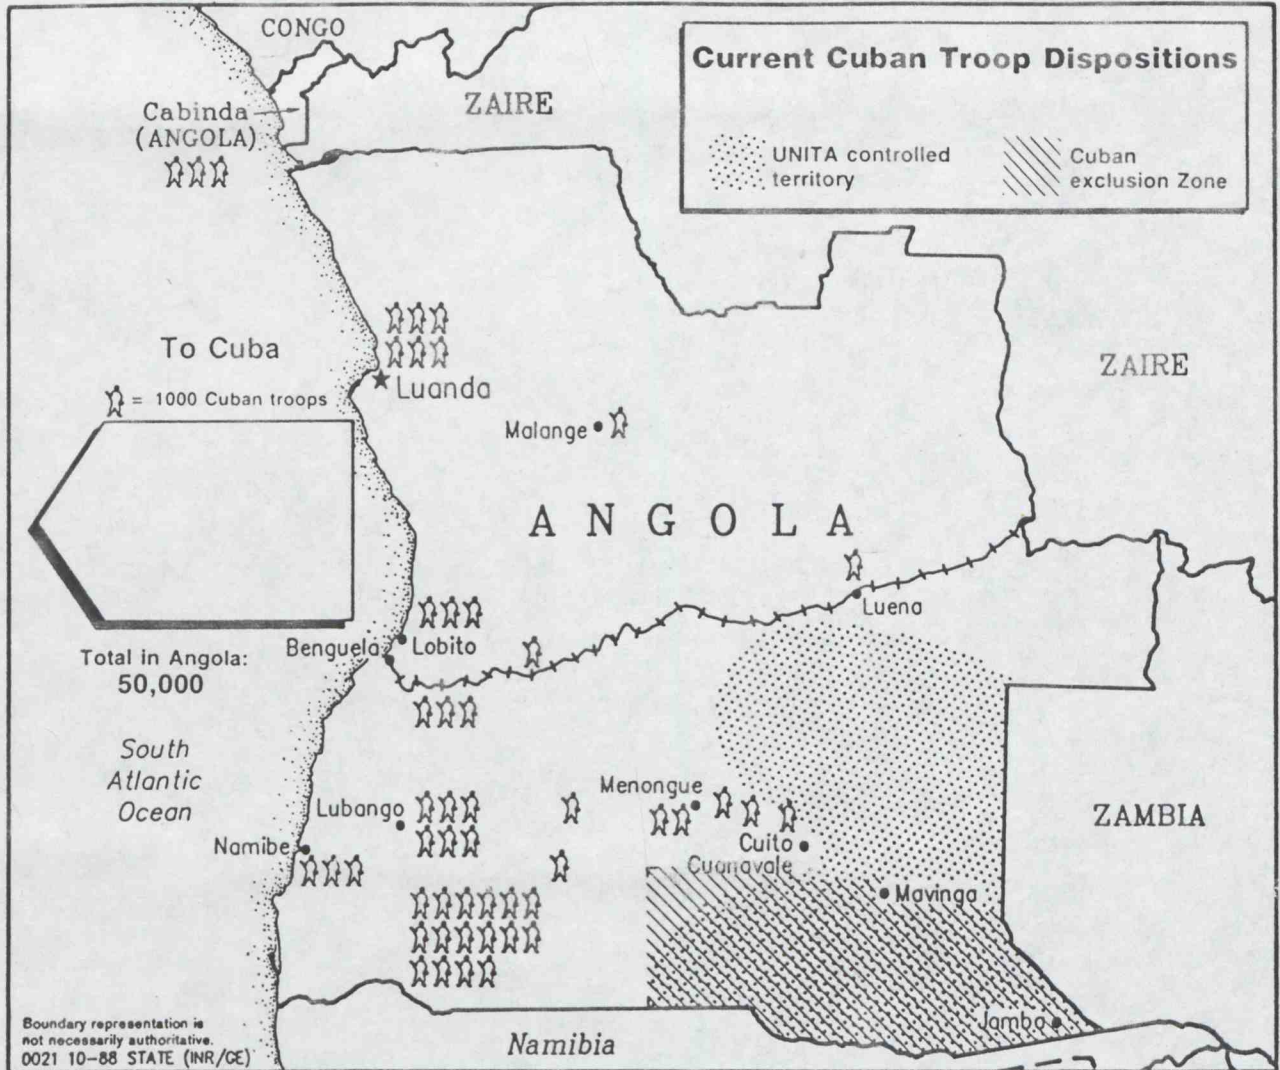 CONGO
Current Cuban Troop Dispositions
UNITA controlled
territory
Cuban
exclusion Zone
ZAIRE
Cabinda
(ANGOLA)
To Cuba
= 1000 Cuban troops
Luanda
ZAIRE
Malange
ANGOLA
Luena
Benguela
Lobito
Total in Angola:
50,000
South
Atlantic
Ocean
Menongue
Lubango
ZAMBIA
Namibe
Cuito
Cuanavale
Mavinga
Jamba
Boundary representation is
not necessarily authoritative.
0021 10-88 STATE (INR/GE)
Namibia